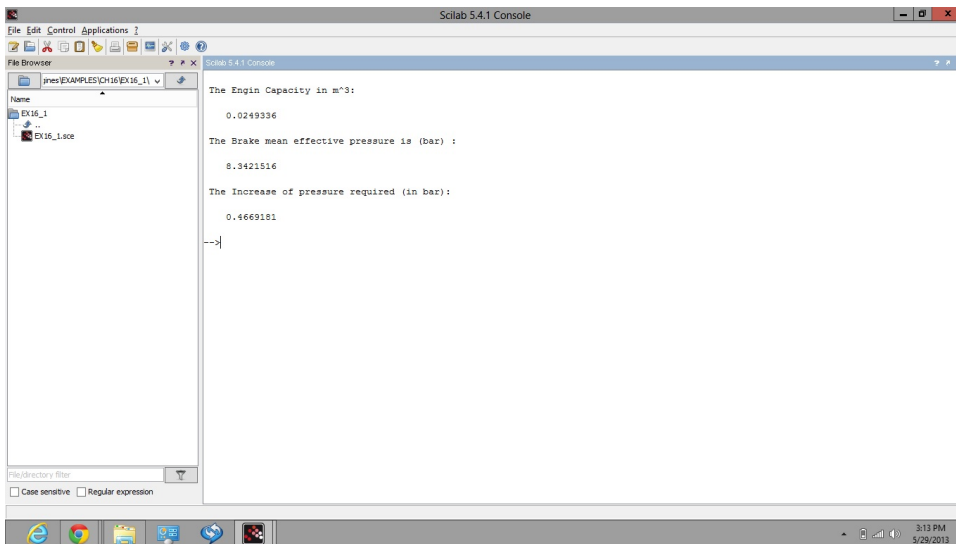 Scilab 5.4.1 Console
File Edit Control Applications ?
File Browser
Scilab 5.4.1 Console
jines\EXAMPLES\CH16\EX16_1\
Name
EX16_1
..
EX16_1.sce
The Engin Capacity in m^3:
0.0249336
The Brake mean effective pressure is (bar) :
8.3421516
The Increase of pressure required (in bar):
0.4669181
-->
File/directory filter
Case sensitive Regular expression
3:13 PM
5/29/2013